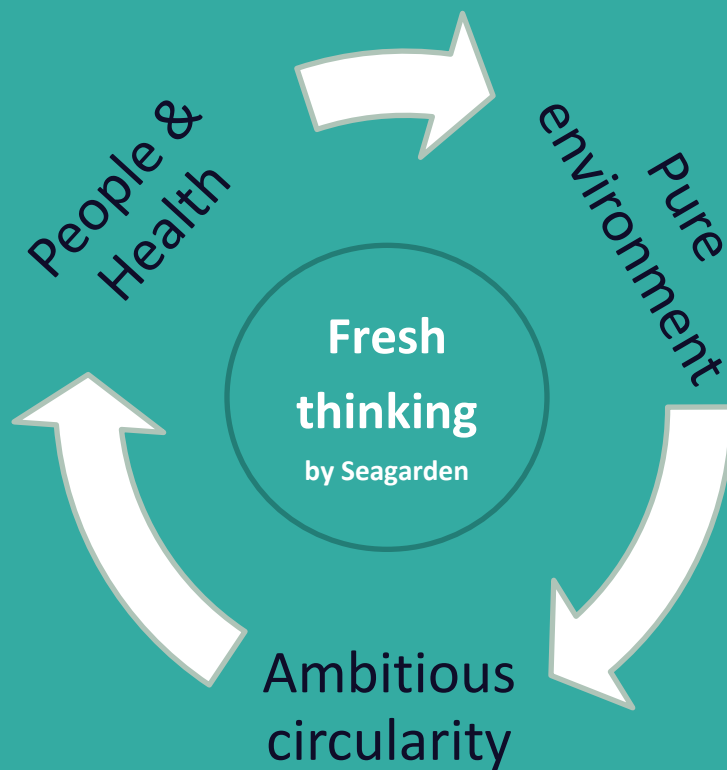 People &
Health
Pure
environment
Fresh
thinking
by Seagarden
Ambitious
circularity